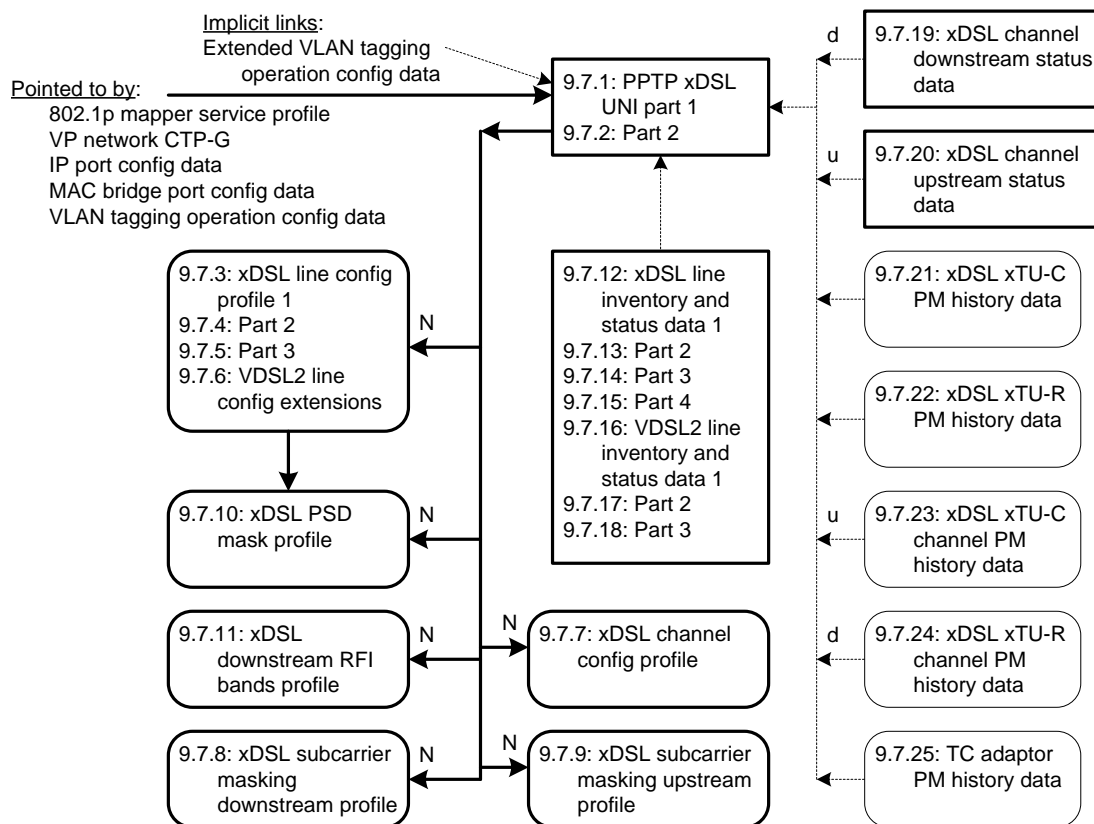 Implicit links:
Extended VLAN tagging
operation config data
Pointed to by:
802.1p mapper service profile
VP network CTP-G
IP port config data
MAC bridge port config data
VLAN tagging operation config data
9.7.1: PPTP xDSL
UNI part 1
9.7.2: Part 2
9.7.3: xDSL line config
profile 1
9.7.4: Part 2
9.7.5: Part 3
9.7.6: VDSL2 line
config extensions
N
9.7.10: xDSL PSD
mask profile
N
9.7.11: xDSL
downstream RFI
bands profile
N
9.7.8: xDSL subcarrier
masking
downstream profile
N
9.7.12: xDSL line
inventory and
status data 1
9.7.13: Part 2
9.7.14: Part 3
9.7.15: Part 4
9.7.16: VDSL2 line
inventory and
status data 1
9.7.17: Part 2
9.7.18: Part 3
N
9.7.7: xDSL channel
config profile
N
9.7.9: xDSL subcarrier
masking upstream
profile
d
9.7.19: xDSL channel
downstream status
data
u
9.7.20: xDSL channel
upstream status
data
9.7.21: xDSL xTU-C
PM history data
9.7.22: xDSL xTU-R
PM history data
u
9.7.23: xDSL xTU-C
channel PM
history data
d
9.7.24: xDSL xTU-R
channel PM
history data
9.7.25: TC adaptor
PM history data